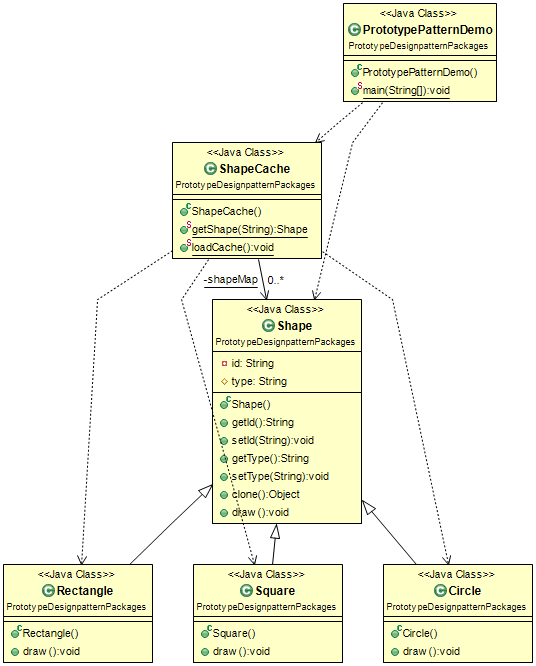 <<Java Class>>
C PrototypePatternDemo
PrototypeDesignpatternPackages
C PrototypePatternDemo()
S main(String[]):void
<<Java Class>>
C ShapeCache
PrototypeDesignpatternPackages
C ShapeCache()
S getShape(String):Shape
S loadCache():void
-shapeMap 0..*
<<Java Class>>
C Shape
PrototypeDesignpatternPackages
id: String
type: String
C Shape()
getId():String
setId(String):void
getType():String
setType(String):void
clone():Object
draw():void
<<Java Class>>
C Rectangle
PrototypeDesignpatternPackages
C Rectangle()
draw():void
<<Java Class>>
C Square
PrototypeDesignpatternPackages
C Square()
draw():void
<<Java Class>>
C Circle
PrototypeDesignpatternPackages
C Circle()
draw():void